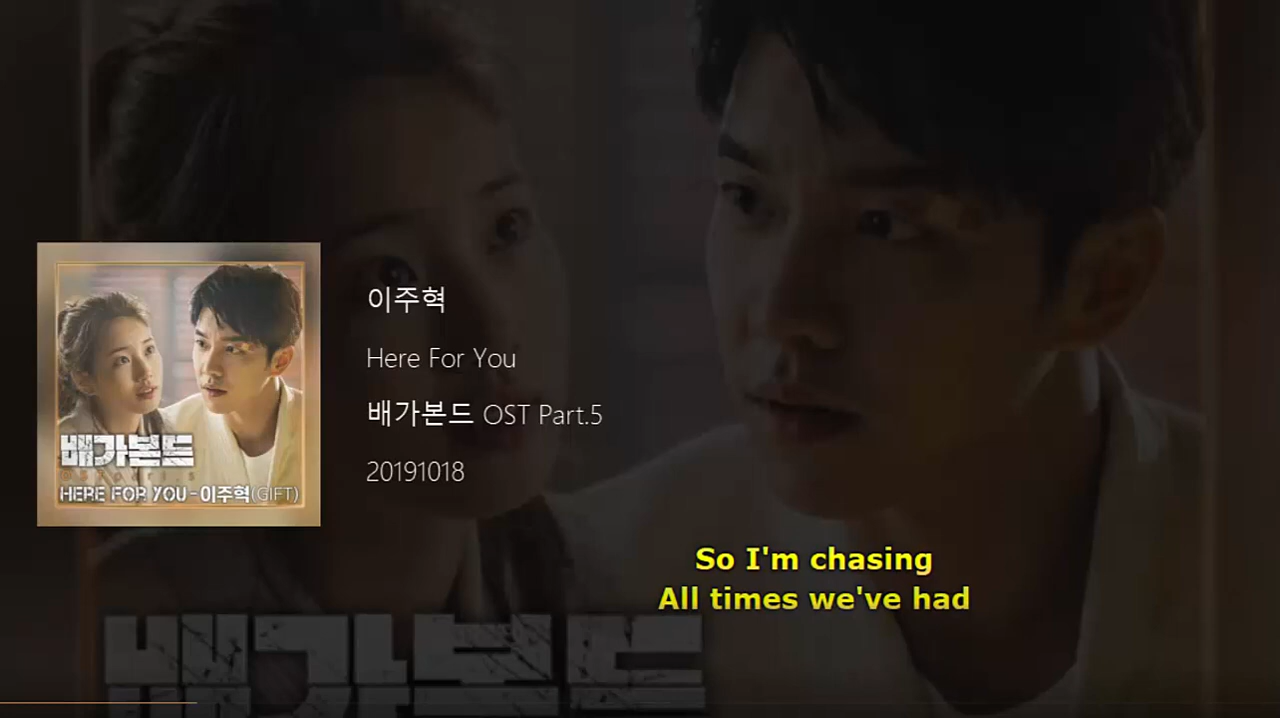 이주혁
Here For You
배가본드 OST Part.5
20191018
배가본드
HERE FOR YOU - 이주혁(GIFT)
So I'm chasing
All times we've had
배가본드